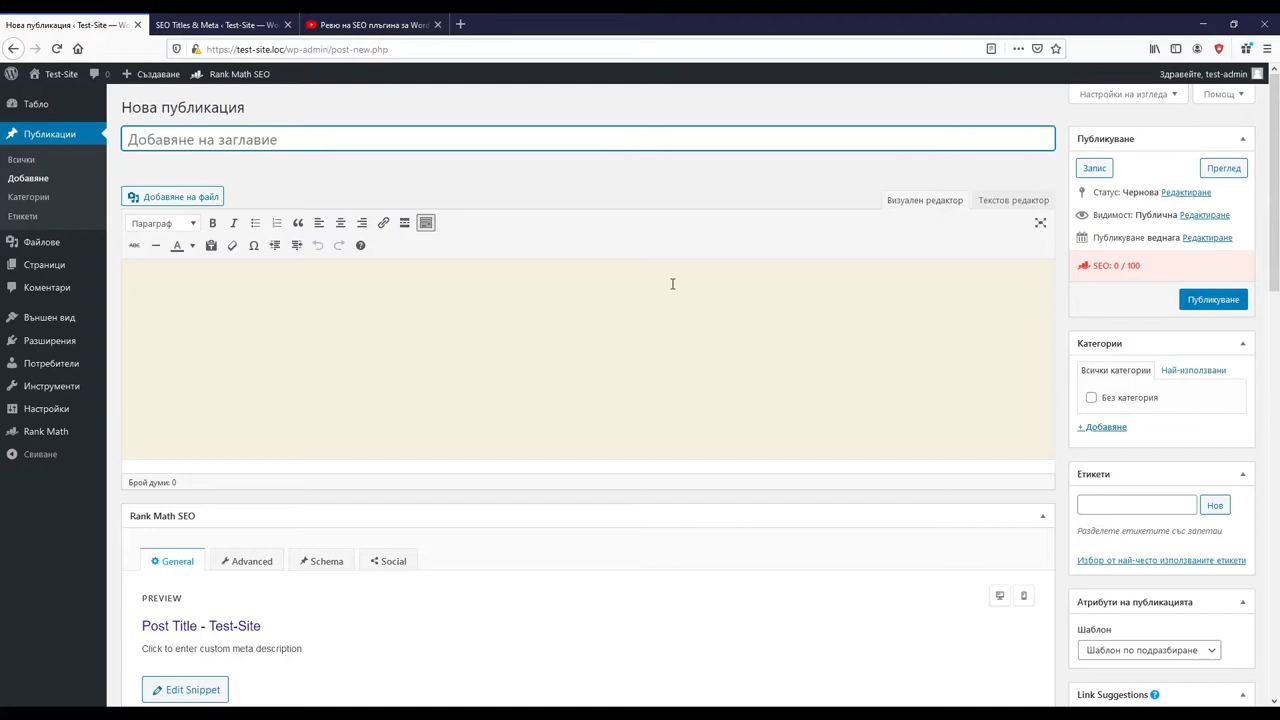 Нова публикация ‹ Test-Site — Wo
SEO Titles & Meta ‹ Test-Site — Wo
Ревю на SEO плъгина за Word
https://test-site.loc/wp-admin/post-new.php
Test-Site
0
Създаване
Rank Math SEO
Здравейте, test-admin
Табло
Публикации
Всички
Добавяне
Категории
Етикети
Файлове
Страници
Коментари
Външен вид
Разширения
Потребители
Инструменти
Настройки
Rank Math
Свиване
Настройки на изгледа
Помощ
Нова публикация
Добавяне на заглавие
Добавяне на файл
Визуален редактор
Текстов редактор
Параграф
B
I
ABC
A
Ω
Брой думи: 0
Rank Math SEO
General
Advanced
Schema
Social
PREVIEW
Post Title - Test-Site
Click to enter custom meta description
Edit Snippet
Публикуване
Запис
Преглед
Статус: Чернова Редактиране
Видимост: Публична Редактиране
Публикуване веднага Редактиране
SEO: 0 / 100
Публикуване
Категории
Всички категории
Най-използвани
Без категория
+ Добавяне
Етикети
Нов
Разделете етикетите със запетаи
Избор от най-често използваните етикети
Атрибути на публикацията
Шаблон
Шаблон по подразбиране
Link Suggestions